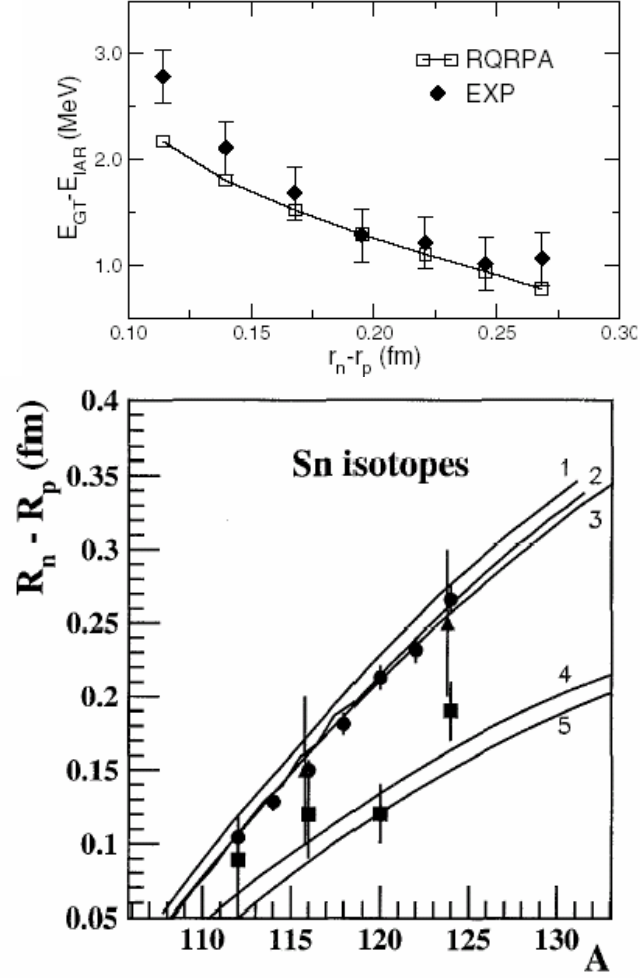 3.0
2.0
1.0
E_GT-E_IAR (MeV)
RQRPA
EXP
0.10 0.15 0.20 0.25 0.30
r_n-r_p (fm)
R_n - R_p (fm)
0.4
0.35
0.3
0.25
0.2
0.15
0.1
0.05
Sn isotopes
1
2
3
4
5
110 115 120 125 130
A